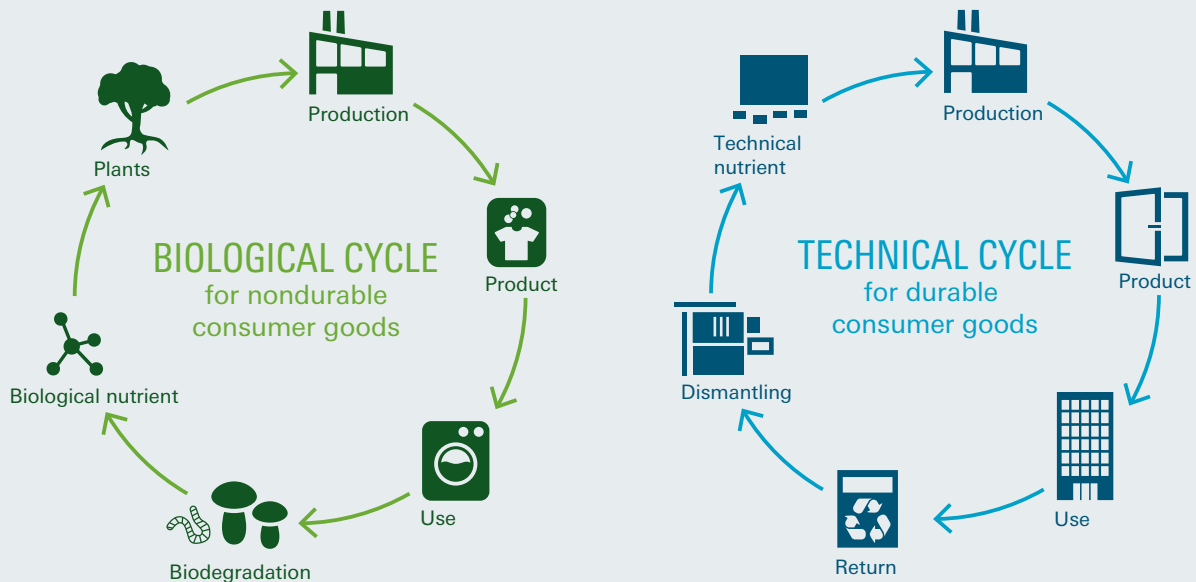 BIOLOGICAL CYCLE
for nondurable
consumer goods
Production
Product
Use
Biodegradation
Biological nutrient
Plants
TECHNICAL CYCLE
for durable
consumer goods
Production
Product
Use
Return
Dismantling
Technical
nutrient